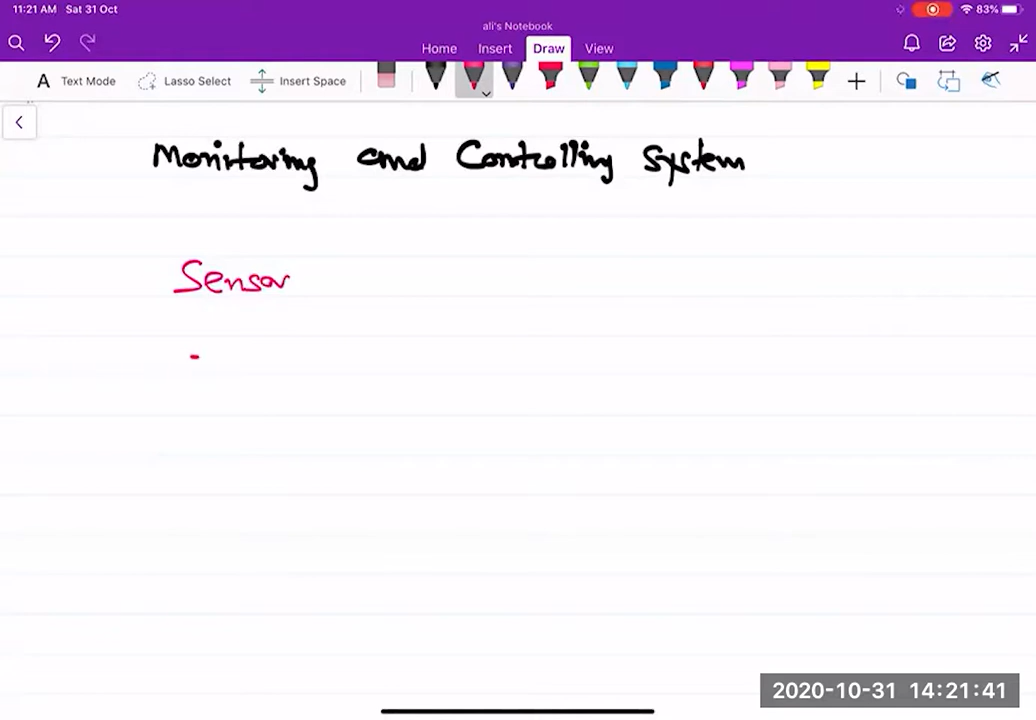 11:21 AM Sat 31 Oct 83%
ali's Notebook
Home Insert Draw View
Text Mode Lasso Select Insert Space
Monitoring and Controlling System
Sensor
2020-10-31 14:21:41